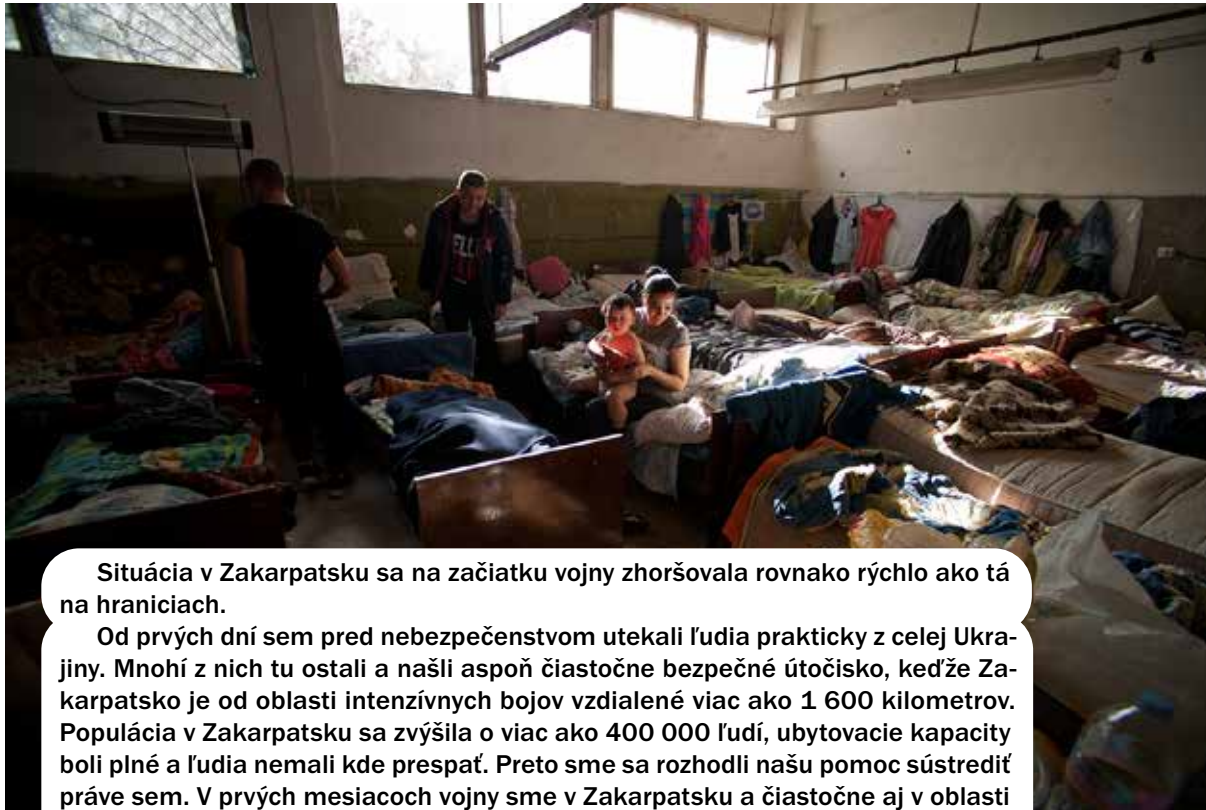 Situácia v Zakarpatsku sa na začiatku vojny zhoršovala rovnako rýchlo ako tá
na hraniciach.
Od prvých dní sem pred nebezpečenstvom utekali ľudia prakticky z celej Ukra-
jiny. Mnohí z nich tu ostali a našli aspoň čiastočne bezpečné útočisko, keďže Za-
karpatsko je od oblasti intenzívnych bojov vzdialené viac ako 1 600 kilometrov.
Populácia v Zakarpatsku sa zvýšila o viac ako 400 000 ľudí, ubytovacie kapacity
boli plné a ľudia nemali kde prespať. Preto sme sa rozhodli našu pomoc sústrediť
práve sem. V prvých mesiacoch vojny sme v Zakarpatsku a čiastočne aj v oblasti